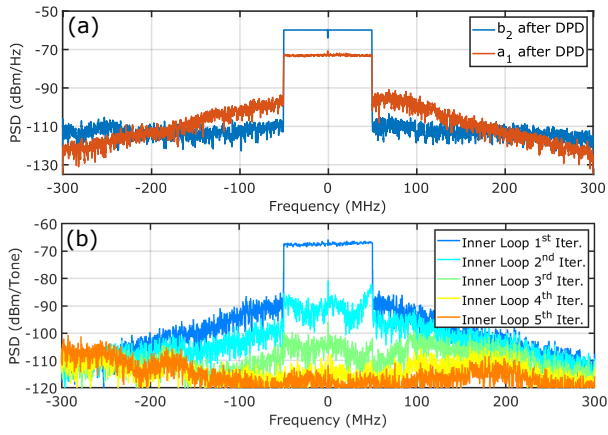 (a)
b2 after DPD
a1 after DPD
PSD (dBm/Hz)
-50
-70
-90
-110
-130
-300 -200 -100 0 100 200 300
Frequency (MHz)
(b)
Inner Loop 1st Iter.
Inner Loop 2nd Iter.
Inner Loop 3rd Iter.
Inner Loop 4th Iter.
Inner Loop 5th Iter.
PSD (dBm/Tone)
-60
-70
-80
-90
-100
-110
-120
-300 -200 -100 0 100 200 300
Frequency (MHz)